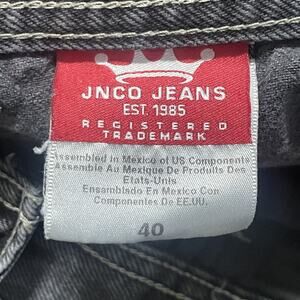 JNCO JEANS
EST. 1985
REGISTERED
TRADEMARK
Assembled in Mexico of US Components
Assemble Au Mexique De Produits Des
Etats-Unis
Ensamblado En Mexico Con
Componentes De EE.UU.
40